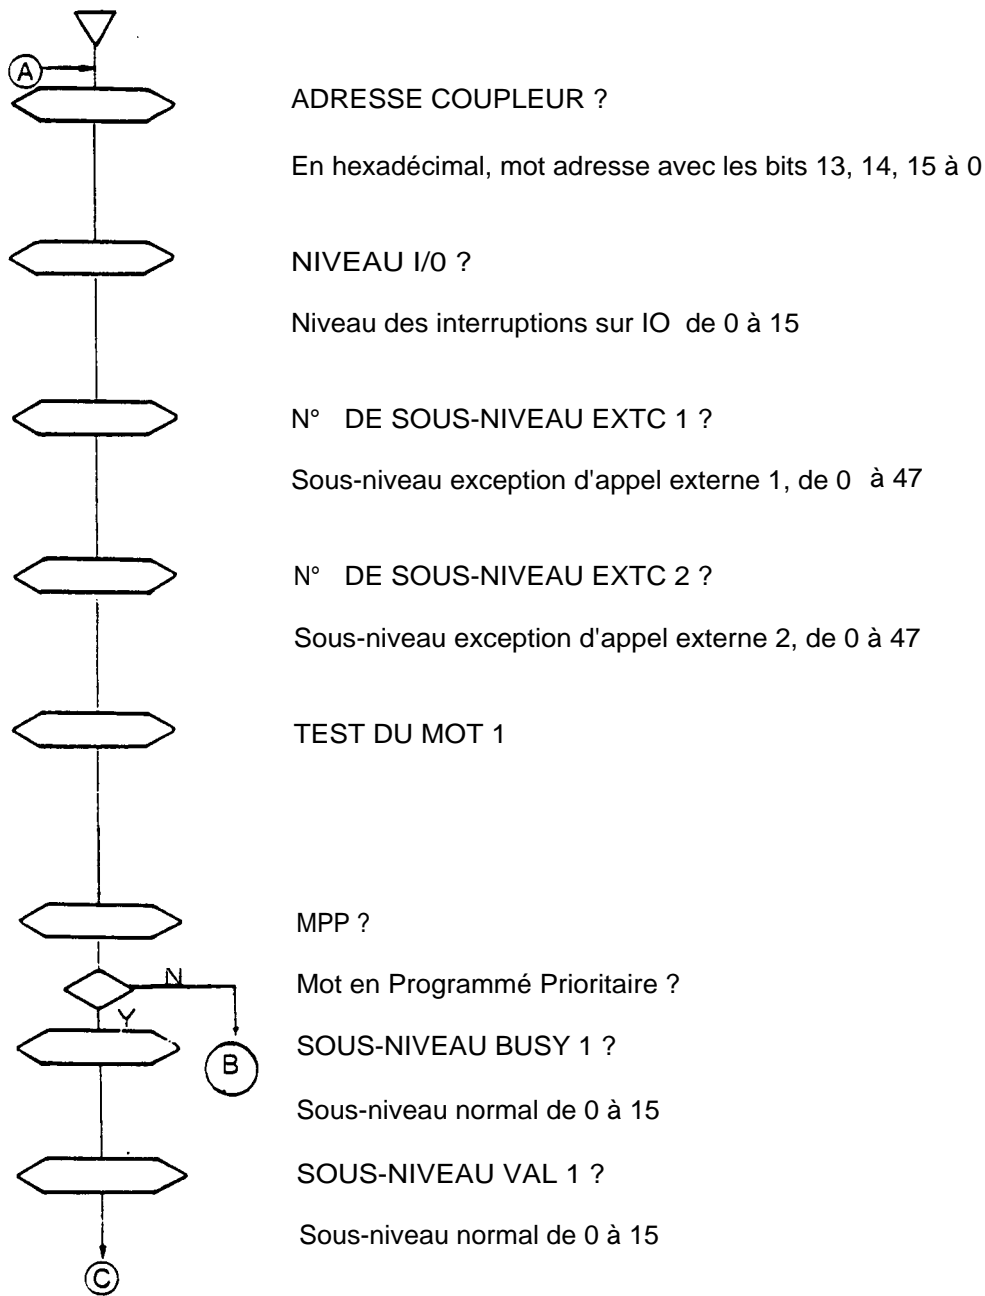 A
ADRESSE COUPLEUR ?
En hexadécimal, mot adresse avec les bits 13, 14, 15 à 0
NIVEAU I/0 ?
Niveau des interruptions sur IO de 0 à 15
N° DE SOUS-NIVEAU EXTC 1 ?
Sous-niveau exception d'appel externe 1, de 0 à 47
N° DE SOUS-NIVEAU EXTC 2 ?
Sous-niveau exception d'appel externe 2, de 0 à 47
TEST DU MOT 1
MPP ?
N
Mot en Programmé Prioritaire ?
Y
SOUS-NIVEAU BUSY 1 ?
B
Sous-niveau normal de 0 à 15
SOUS-NIVEAU VAL 1 ?
Sous-niveau normal de 0 à 15
C